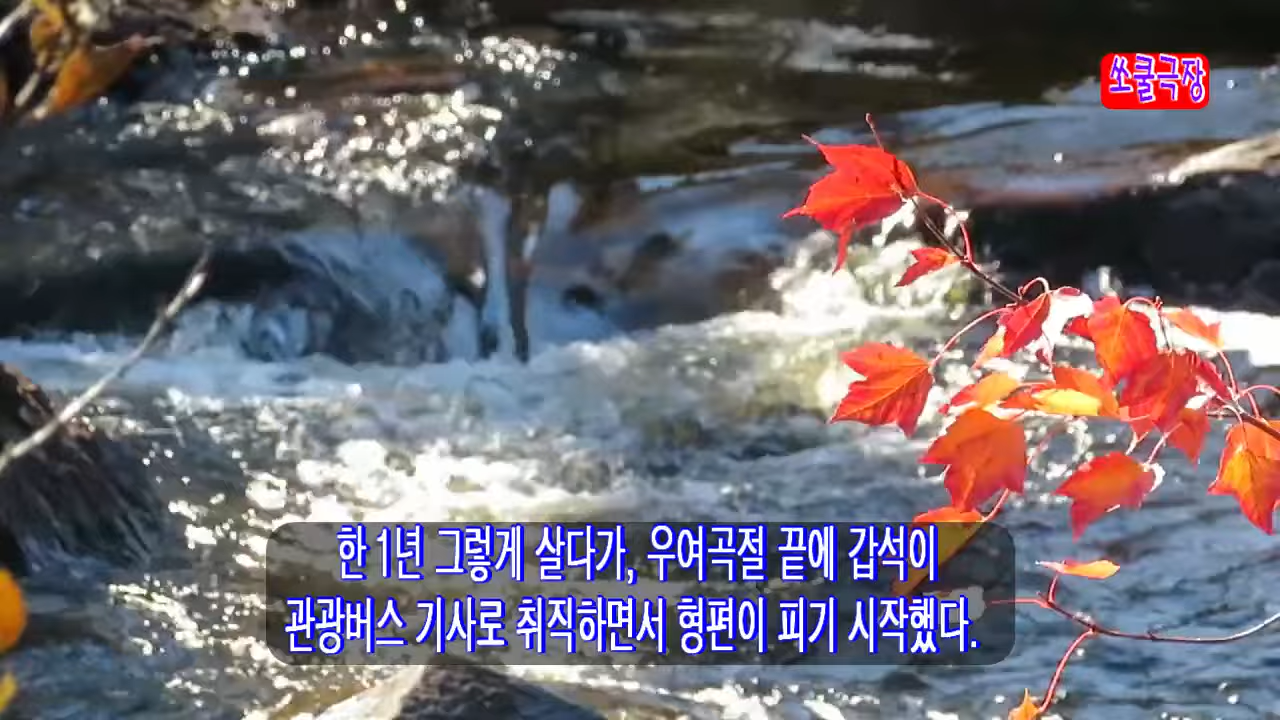 쏘쿨극장
한 1년 그렇게 살다가, 우여곡절 끝에 갑석이
관광버스 기사로 취직하면서 형편이 피기 시작했다.